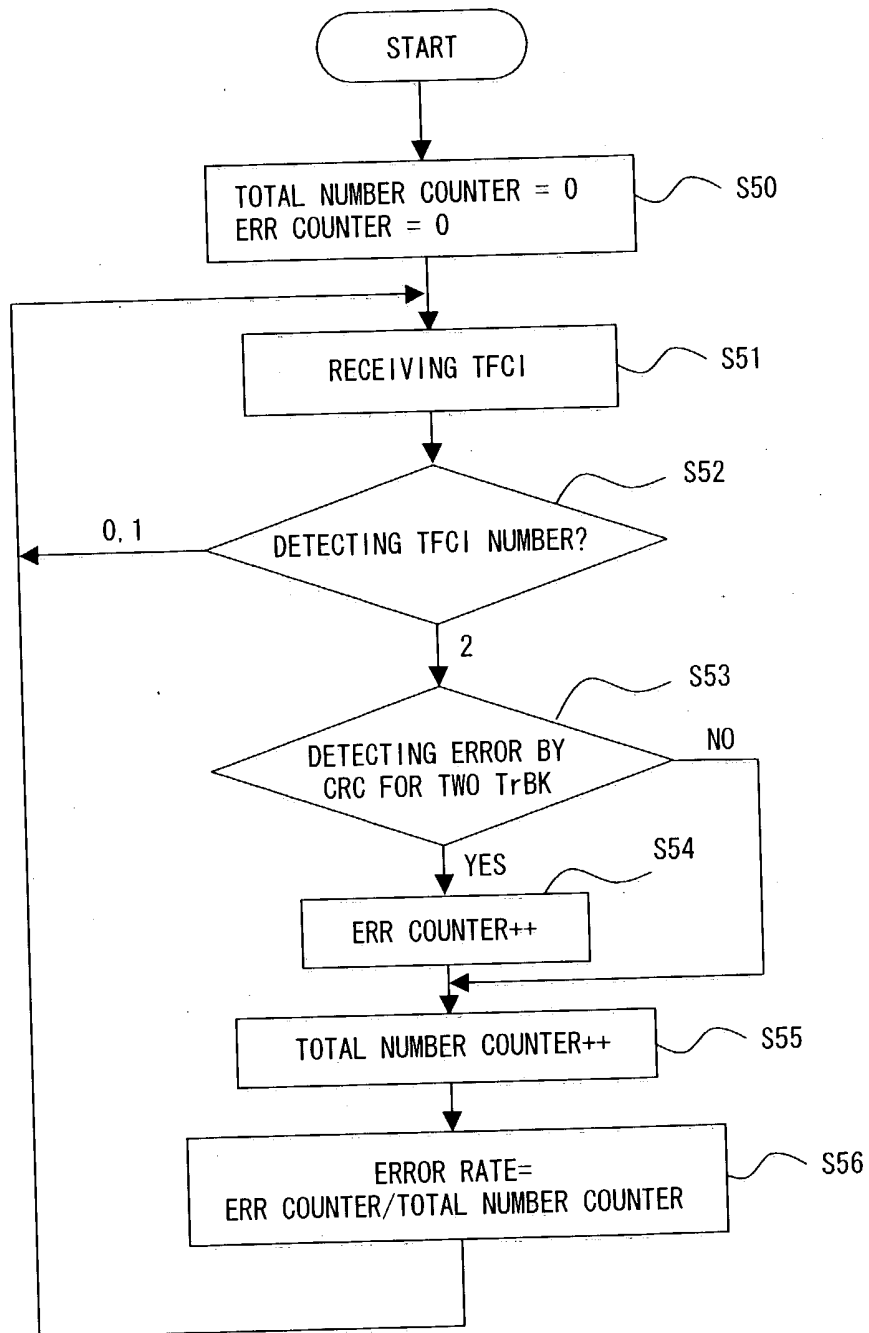 START
TOTAL NUMBER COUNTER = 0
ERR COUNTER = 0
S50
RECEIVING TFCI
S51
S52
DETECTING TFCI NUMBER?
0,1
2
S53
DETECTING ERROR BY
CRC FOR TWO TrBK
NO
YES
S54
ERR COUNTER++
TOTAL NUMBER COUNTER++
S55
ERROR RATE=
ERR COUNTER/TOTAL NUMBER COUNTER
S56